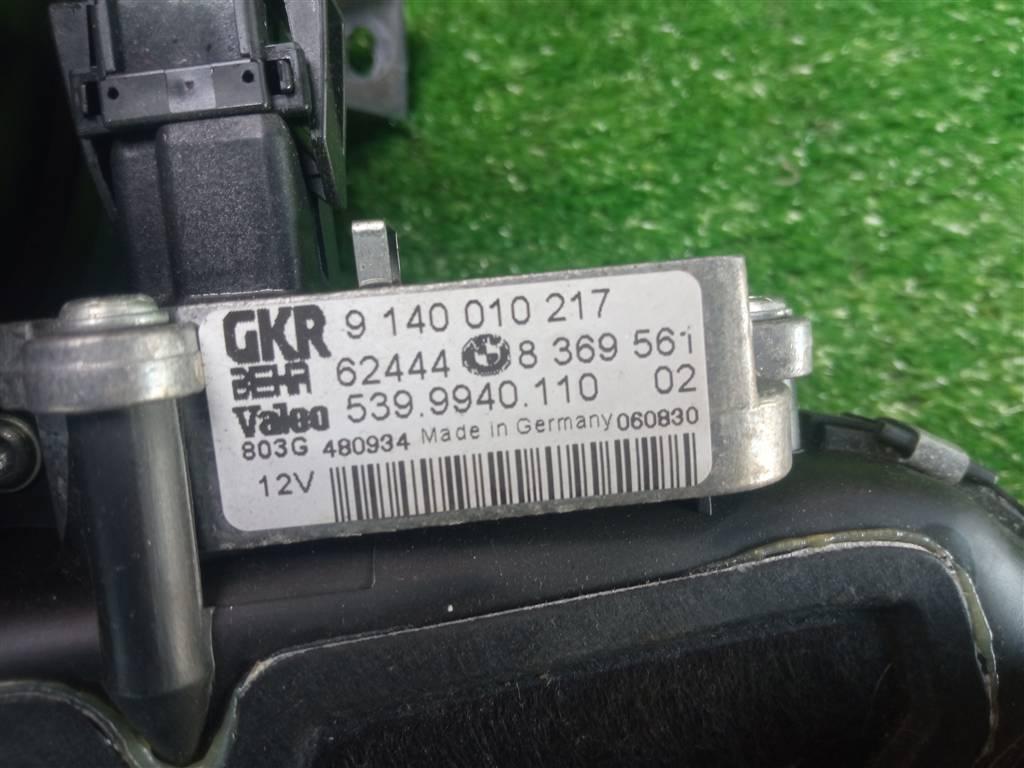 GKR 9 140 010 217
BEHR 62444 8 369 561
Valeo 539.9940.110 02
803G 480934 Made in Germany 060830
12V